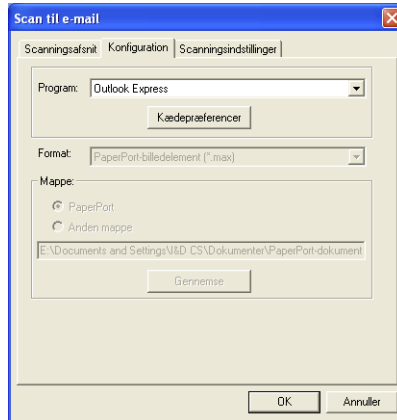 Scan til e-mail
Scanningsafsnit Konfiguration Scanningsindstillinger
Program: Outlook Express
Kædepræferencer
Format: PaperPort-billedelement (*.max)
Mappe:
PaperPort
Anden mappe
E:\Documents and Settings\I&D CS\Dokumenter\PaperPort-dokument
Gennemse
OK Annuller